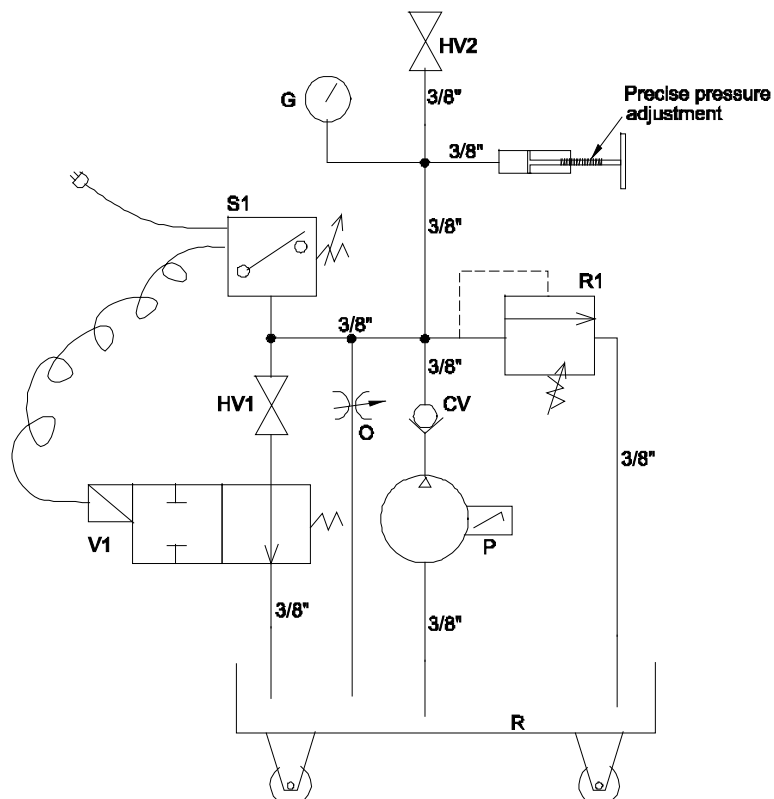 HV2
G
3/8"
Precise pressure
adjustment
3/8"
S1
3/8"
R1
3/8"
3/8"
HV1
CV
O
3/8"
V1
P
3/8"
3/8"
R